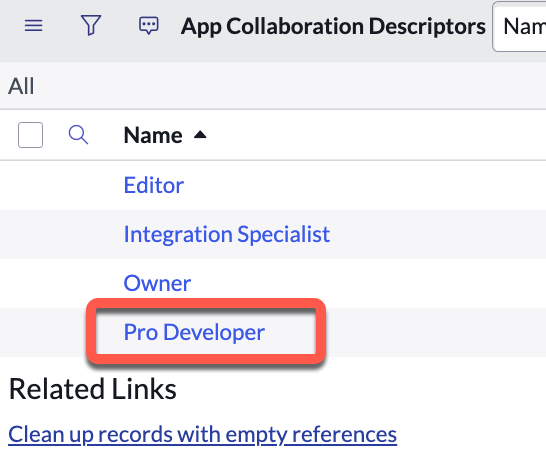 App Collaboration Descriptors Nam
All
Name
Editor
Integration Specialist
Owner
Pro Developer
Related Links
Clean up records with empty references